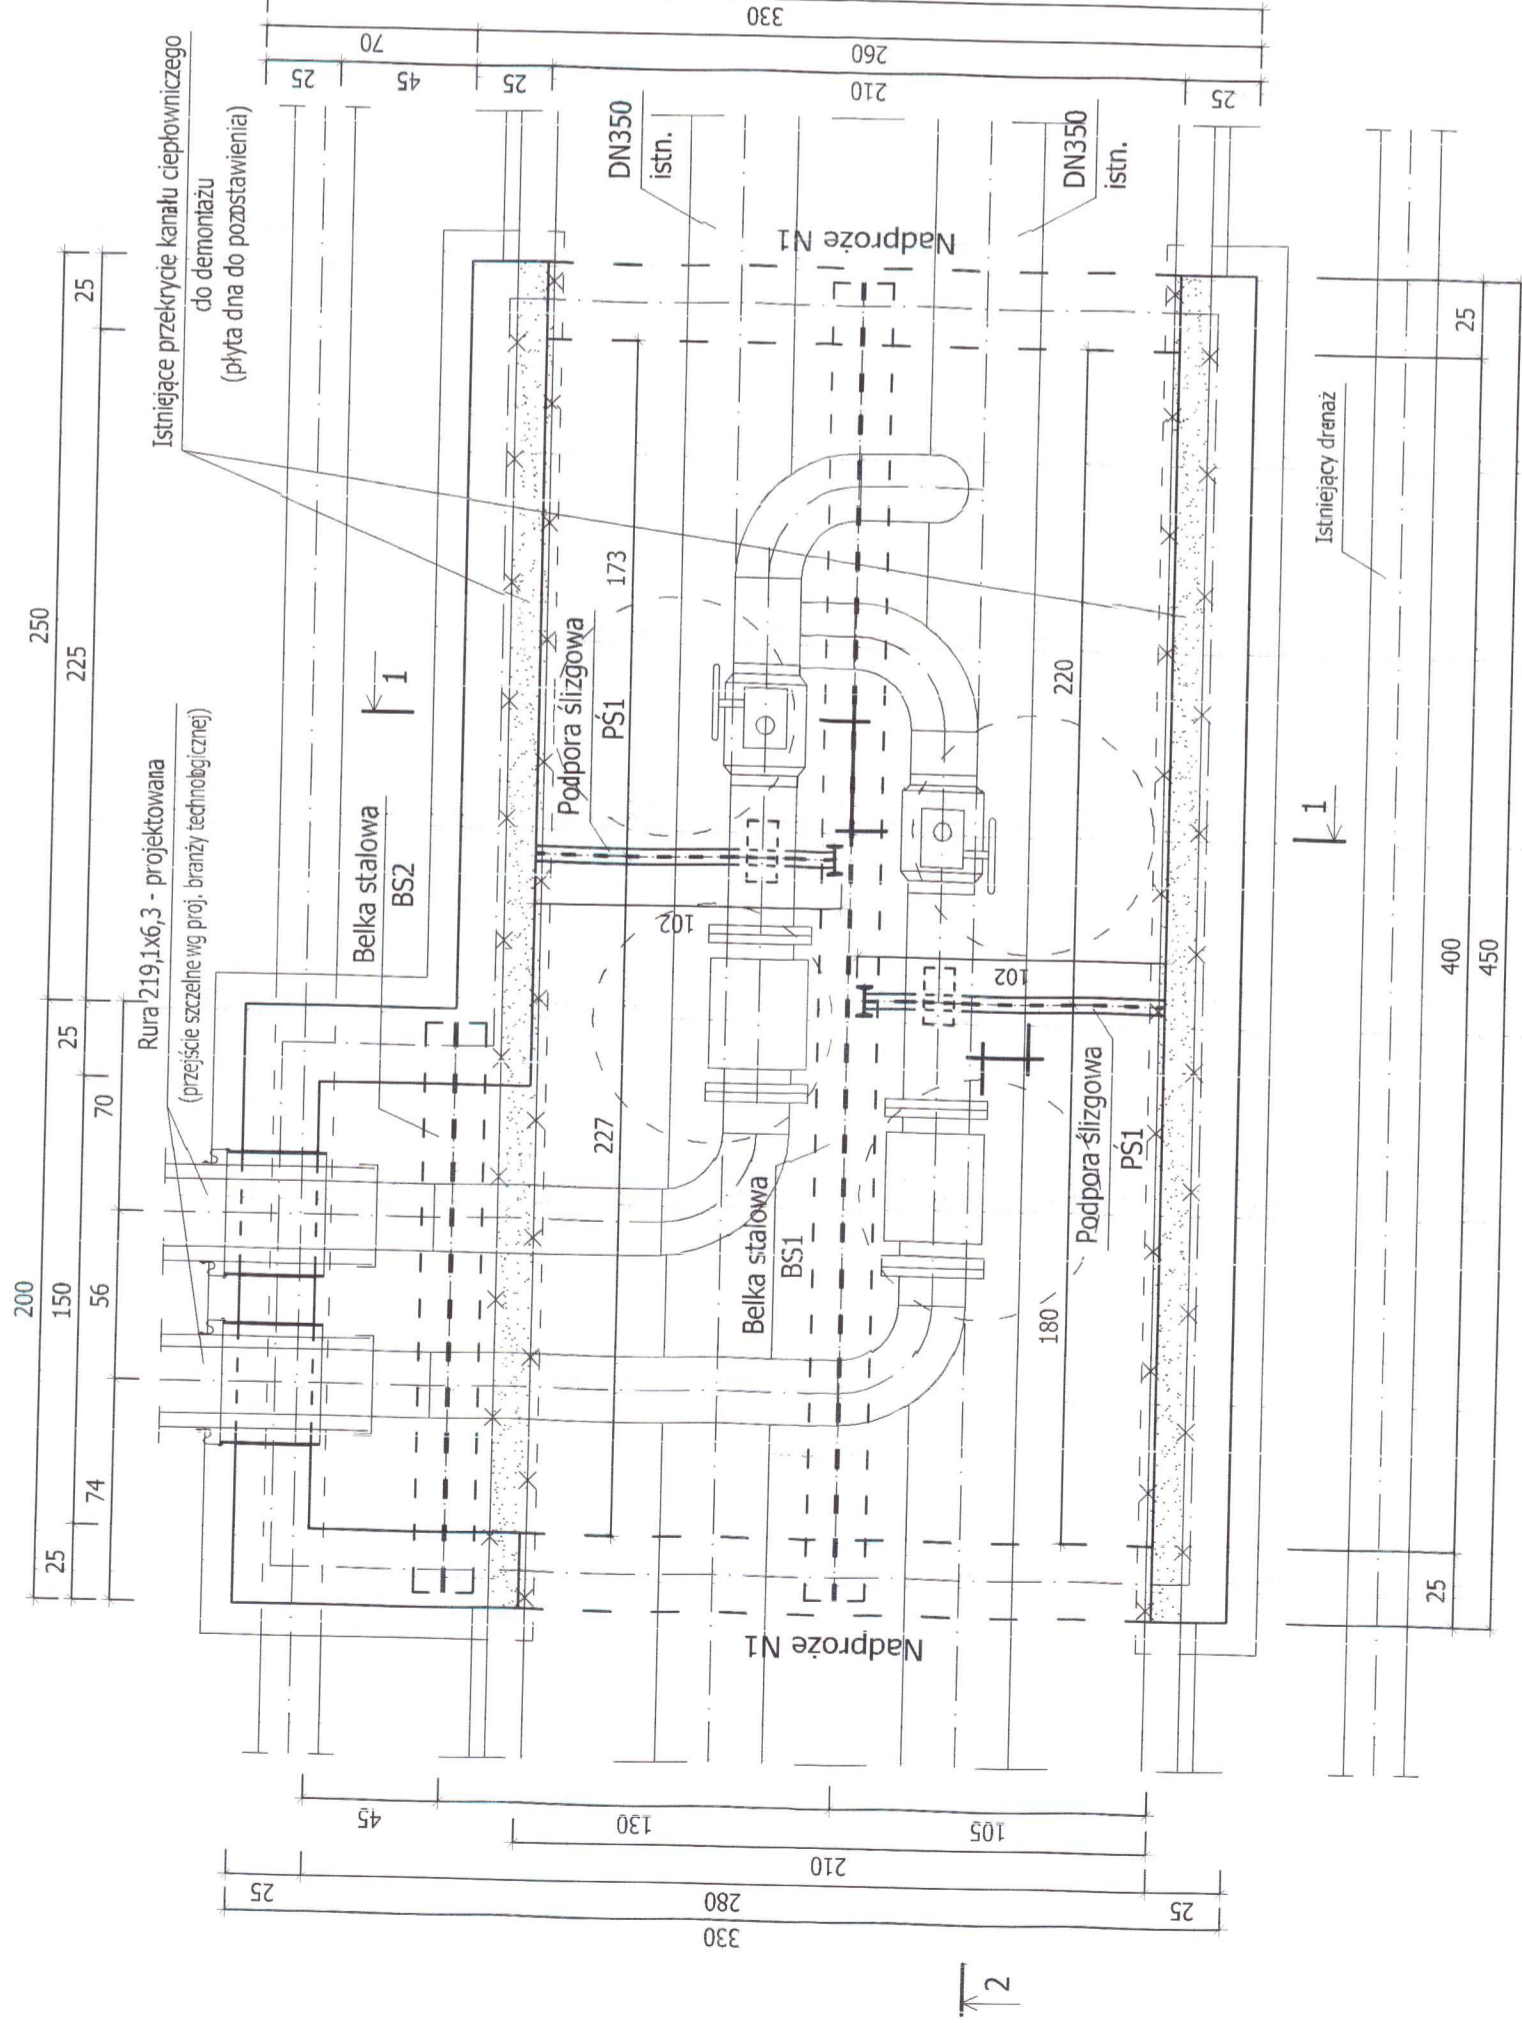 330
70
260
25
45
25
210
25
Istniejące przekrycie kanału ciepłowniczego
do demontażu
(płyta dna do pozostawienia)
DN350
istn.
DN350
istn.
Nadproże N1
250
25
225
25
173
220
Istniejący drenaż
Rura 219,1x6,3 - projektowana
(przejście szczelne wg proj. branży technologicznej)
1
Belka stalowa
BS2
Podpora ślizgowa
PŚ1
1
102
102
25
70
227
200
150
56
Belka stalowa
BS1
Podpora ślizgowa
PŚ1
180
400
450
74
25
25
Nadproże N1
45
130
105
210
25
280
25
330
2